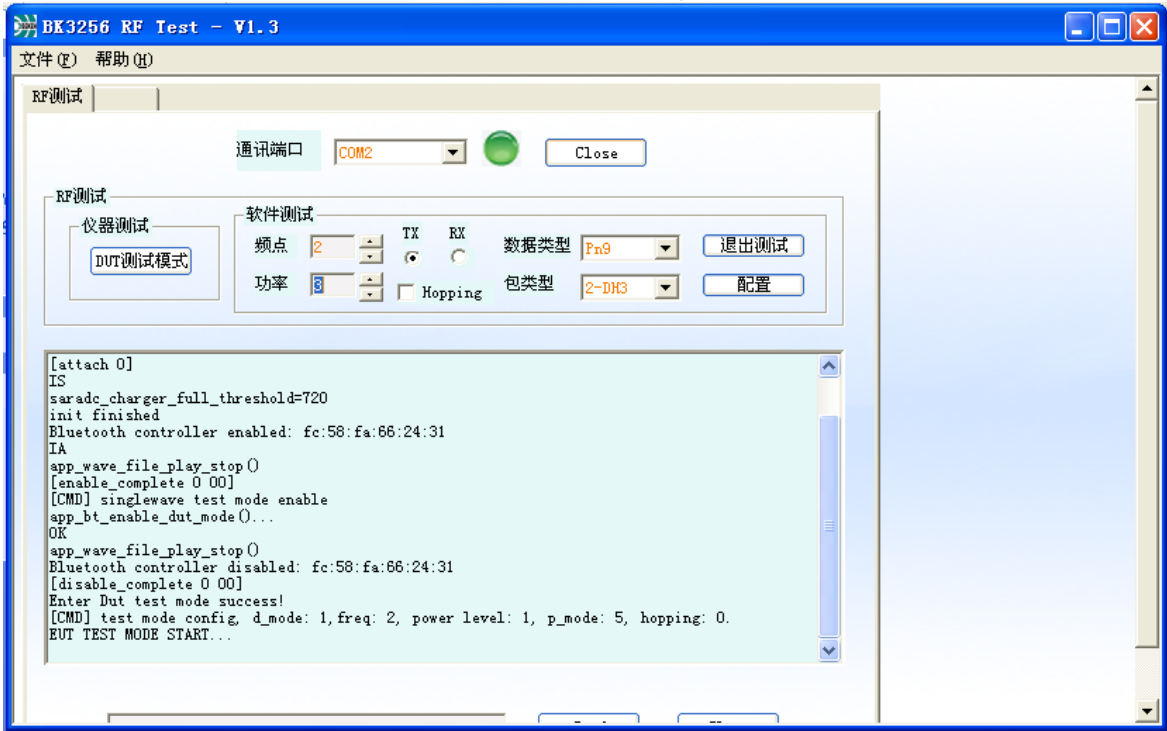 BK3256 RF Test - V1.3
文件(F) 帮助(H)
RF测试
通讯端口 COM2 Close
RF测试
仪器测试 软件测试
频点 2 TX RX 数据类型 Pn9 退出测试
DUT测试模式
功率 3 Hopping 包类型 2-DH3 配置
[attach 0]
IS
saradc_charger_full_threshold=720
init finished
Bluetooth controller enabled: fc:58:fa:66:24:31
IA
app_wave_file_play_stop()
[enable_complete 0 00]
[CMD] singlewave test mode enable
app_bt_enable_dut_mode()...
OK
app_wave_file_play_stop()
Bluetooth controller disabled: fc:58:fa:66:24:31
[disable_complete 0 00]
Enter Dut test mode success!
[CMD] test mode config, d_mode: 1,freq: 2, power level: 1, p_mode: 5, hopping: 0.
EUT TEST MODE START...